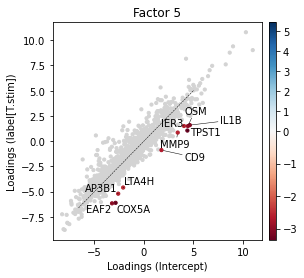 Factor 5
Loadings (label[T.stim])
10.0
7.5
5.0
2.5
0.0
−2.5
−5.0
−7.5
OSM
IER3
IL1B
TPST1
MMP9
CD9
LTA4H
AP3B1
EAF2
COX5A
−5
0
5
10
Loadings (Intercept)
5
4
3
2
1
0
−1
−2
−3